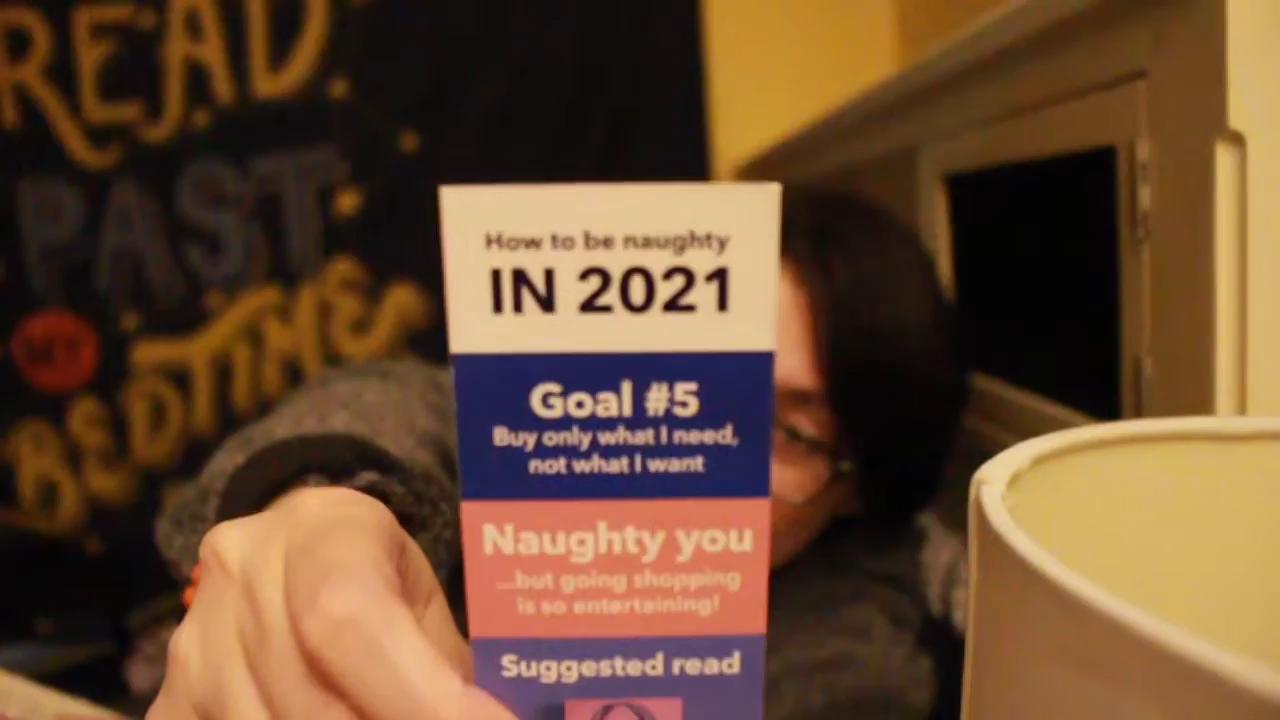 READ
PAST
MY
BEDTIME
How to be naughty
IN 2021
Goal #5
Buy only what I need,
not what I want
Naughty you
...but going shopping
is so entertaining!
Suggested read